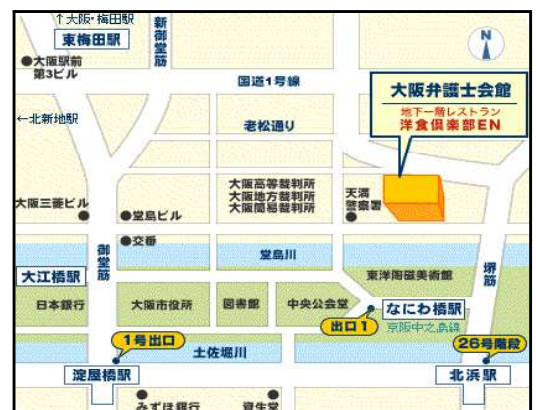 ↑大阪・梅田駅
東梅田駅
新御堂筋
N
●大阪駅前
第3ビル
国道1号線
大阪弁護士会館
地下一階レストラン
洋食倶楽部EN
←北新地駅
老松通り
大阪高等裁判所
大阪地方裁判所
大阪簡易裁判所
天満
警察署
大阪三菱ビル
●堂島ビル
●交番
御堂筋
堂島川
堺筋
大江橋駅
東洋陶磁美術館
日本銀行
大阪市役所
図書館
中央公会堂
なにわ橋駅
出口1
京阪中之島線
1号出口
土佐堀川
26号階段
淀屋橋駅
北浜駅
みずほ銀行
資生堂